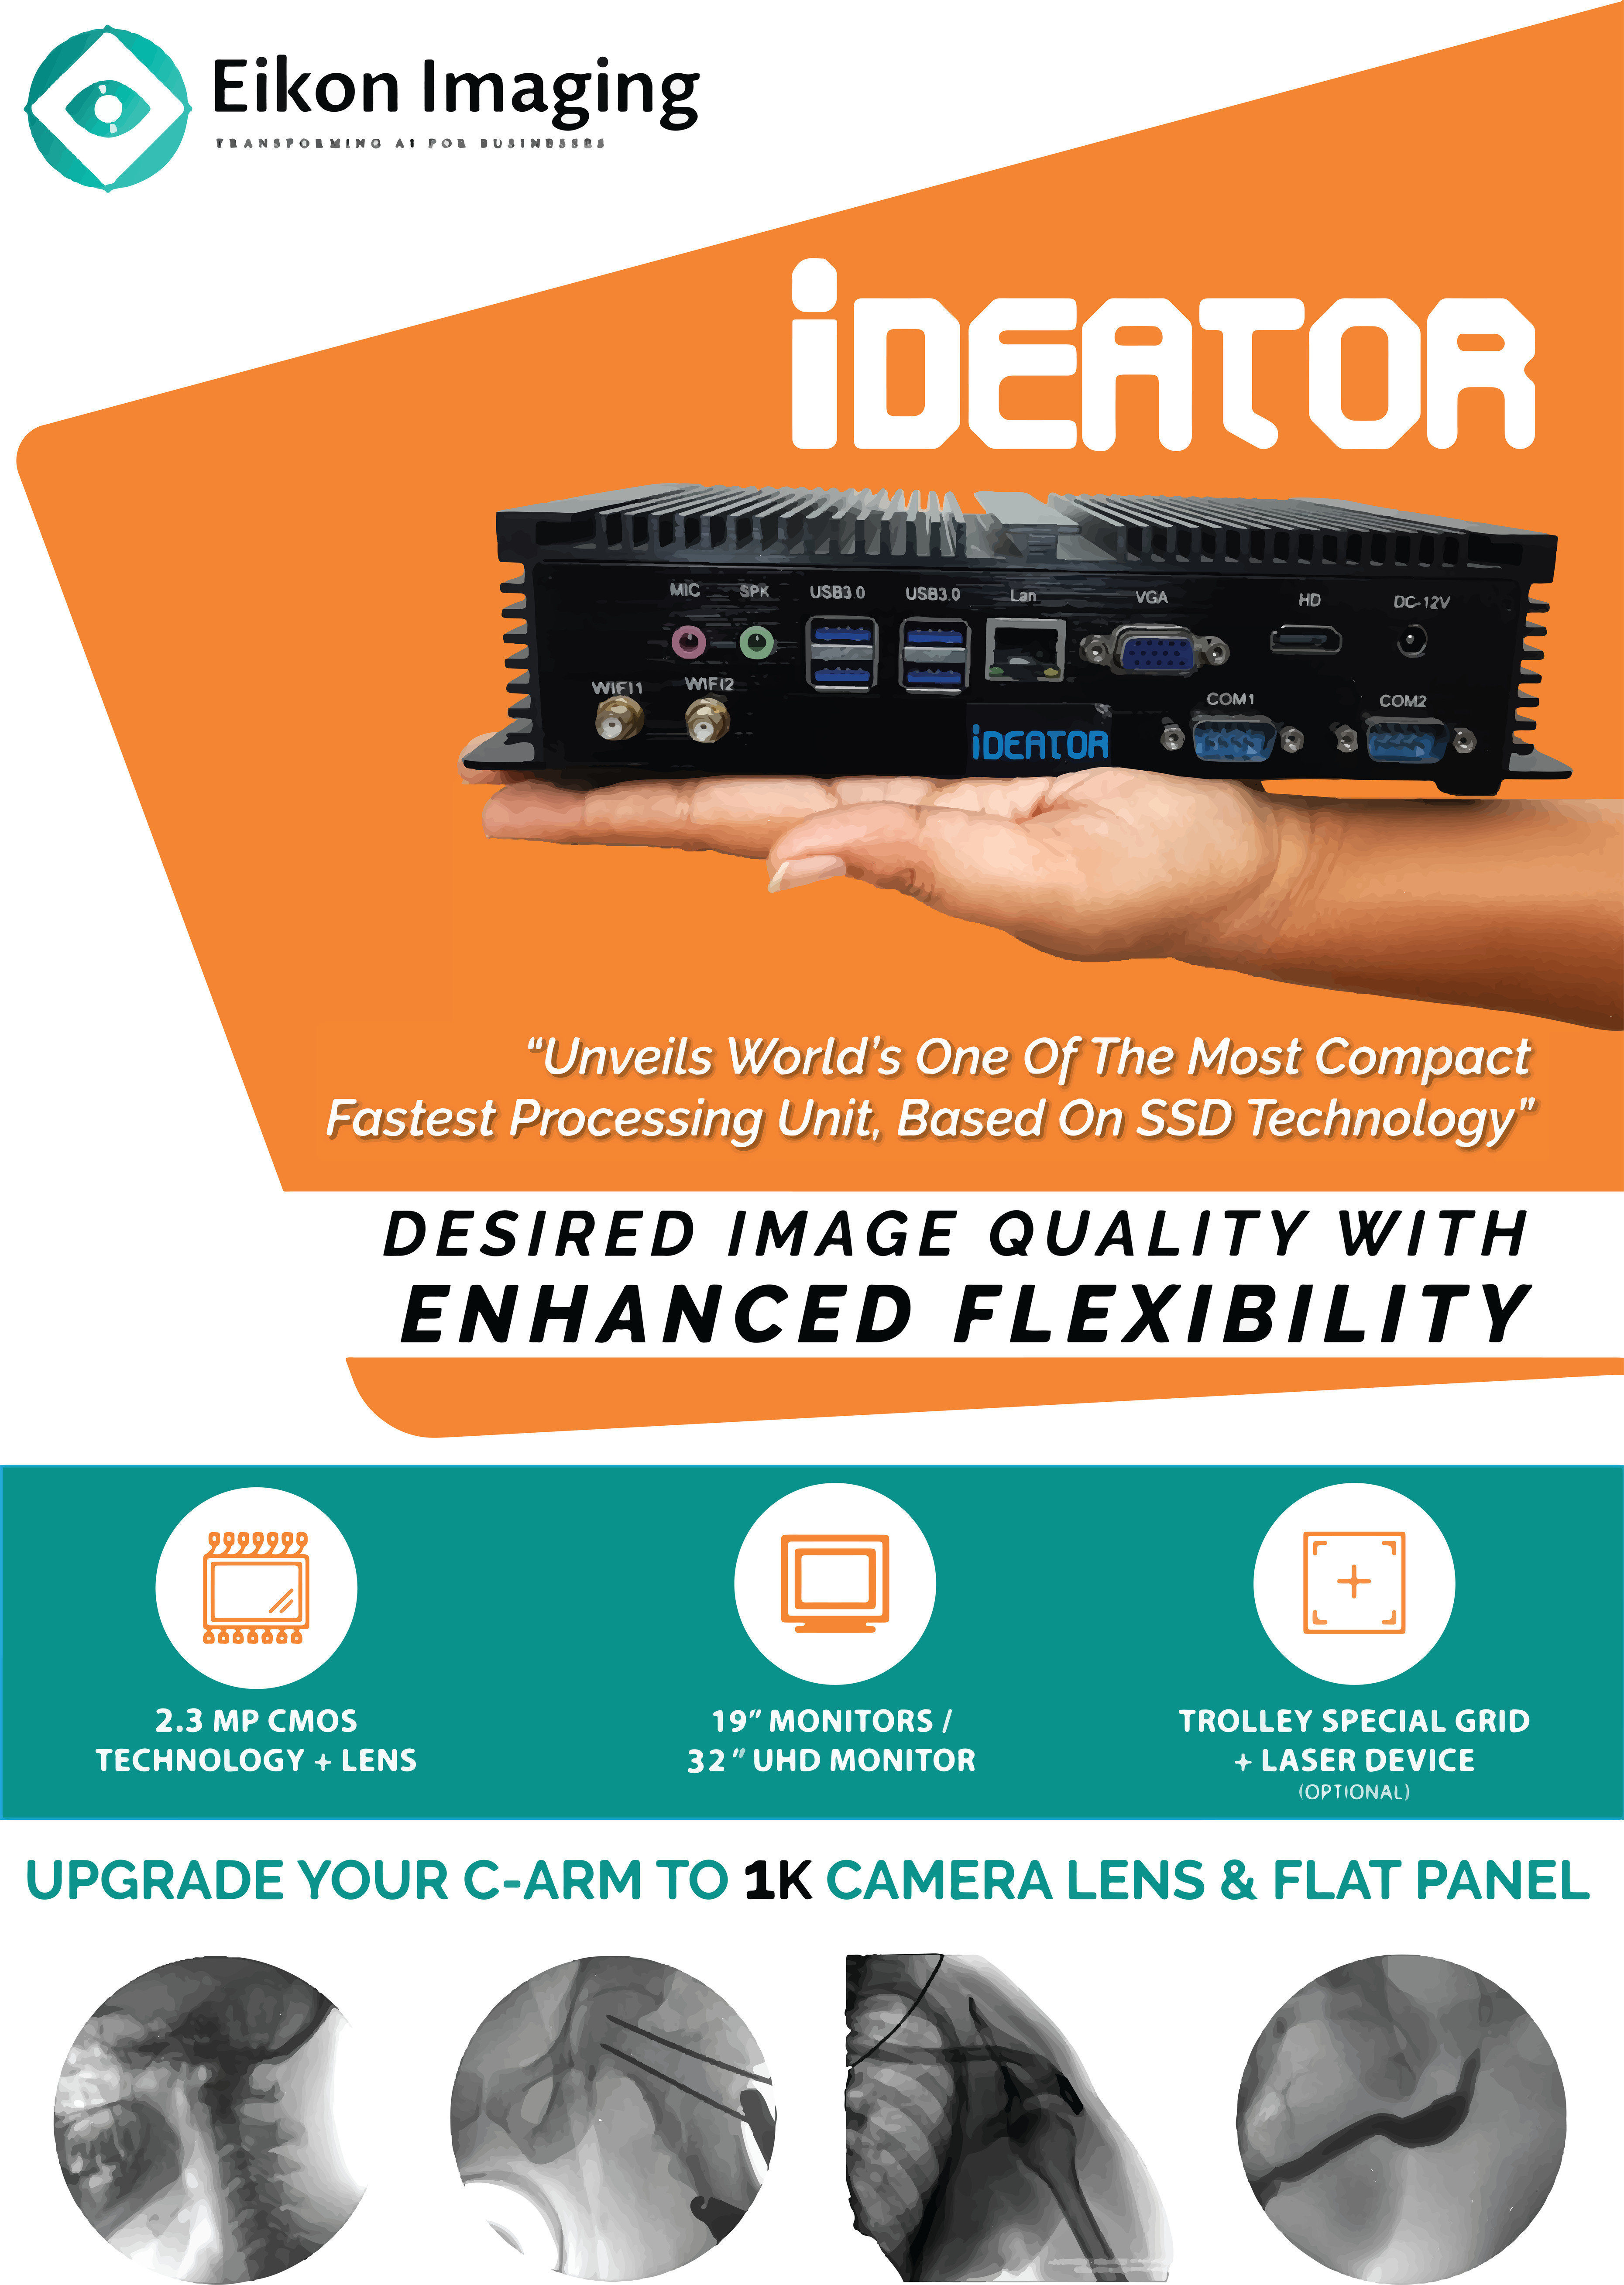 Eikon Imaging
TRANSFORMING AI FOR BUSINESSES
iDEATOR
MIC SPK USB3.0 USB3.0 Lan VGA HD DC-12V
WIFI1 WIFI2 COM1 COM2
iDEATOR
“Unveils World’s One Of The Most Compact
Fastest Processing Unit, Based On SSD Technology”
DESIRED IMAGE QUALITY WITH
ENHANCED FLEXIBILITY
2.3 MP CMOS
TECHNOLOGY + LENS
19” MONITORS /
32 ” UHD MONITOR
TROLLEY SPECIAL GRID
+ LASER DEVICE
(OPTIONAL)
UPGRADE YOUR C-ARM TO 1K CAMERA LENS & FLAT PANEL